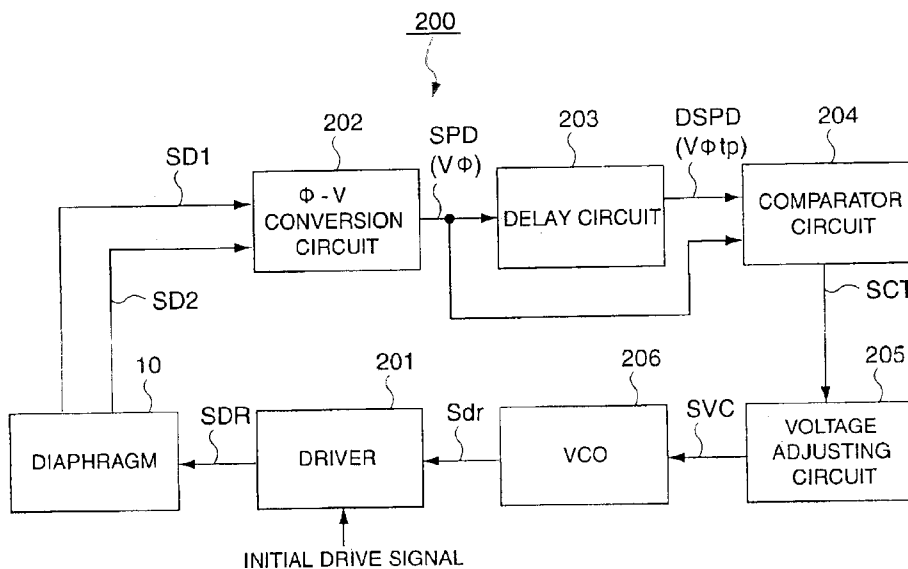 200
202
SPD
(VΦ)
203
DSPD
(VΦtp)
204
SD1
Φ-V
CONVERSION
CIRCUIT
DELAY CIRCUIT
COMPARATOR
CIRCUIT
SD2
SCT
10
SDR
201
Sdr
206
SVC
205
DIAPHRAGM
DRIVER
VCO
VOLTAGE
ADJUSTING
CIRCUIT
INITIAL DRIVE SIGNAL